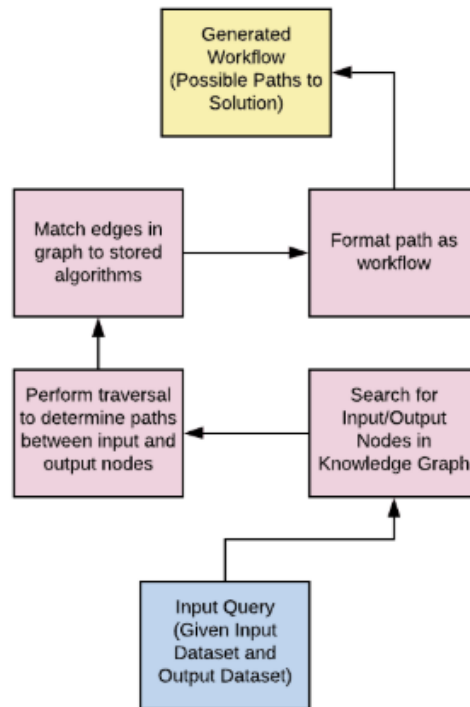 Generated
Workflow
(Possible Paths to
Solution)
Match edges in
graph to stored
algorithms
Format path as
workflow
Perform traversal
to determine paths
between input and
output nodes
Search for
Input/Output
Nodes in
Knowledge Graph
Input Query
(Given Input
Dataset and
Output Dataset)